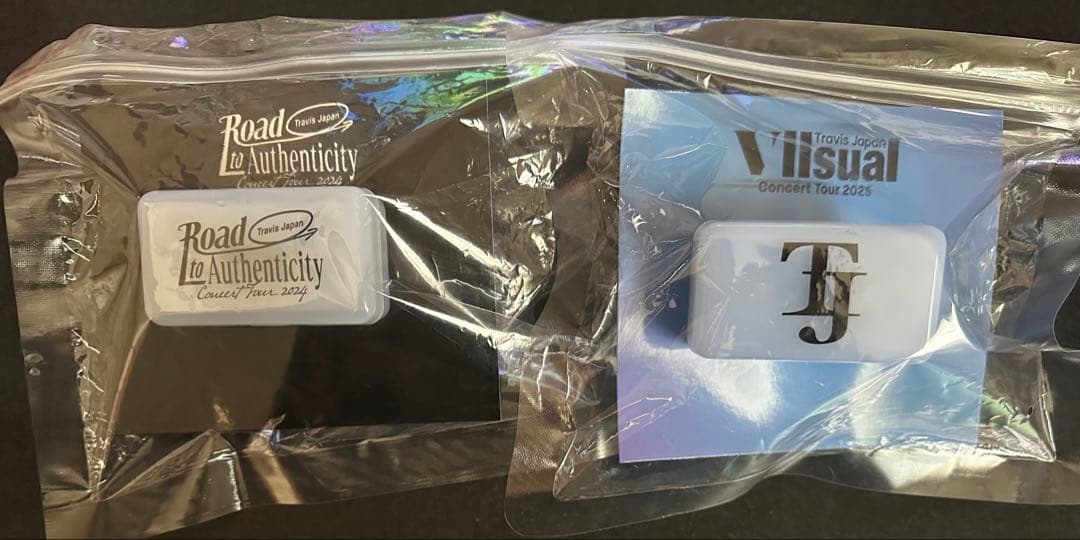 Road Travis Japan
to Authenticity
Concert Tour 2024
Road Travis Japan
to Authenticity
Concert Tour 2024
Travis Japan
VIIsual
Concert Tour 2025
TJ